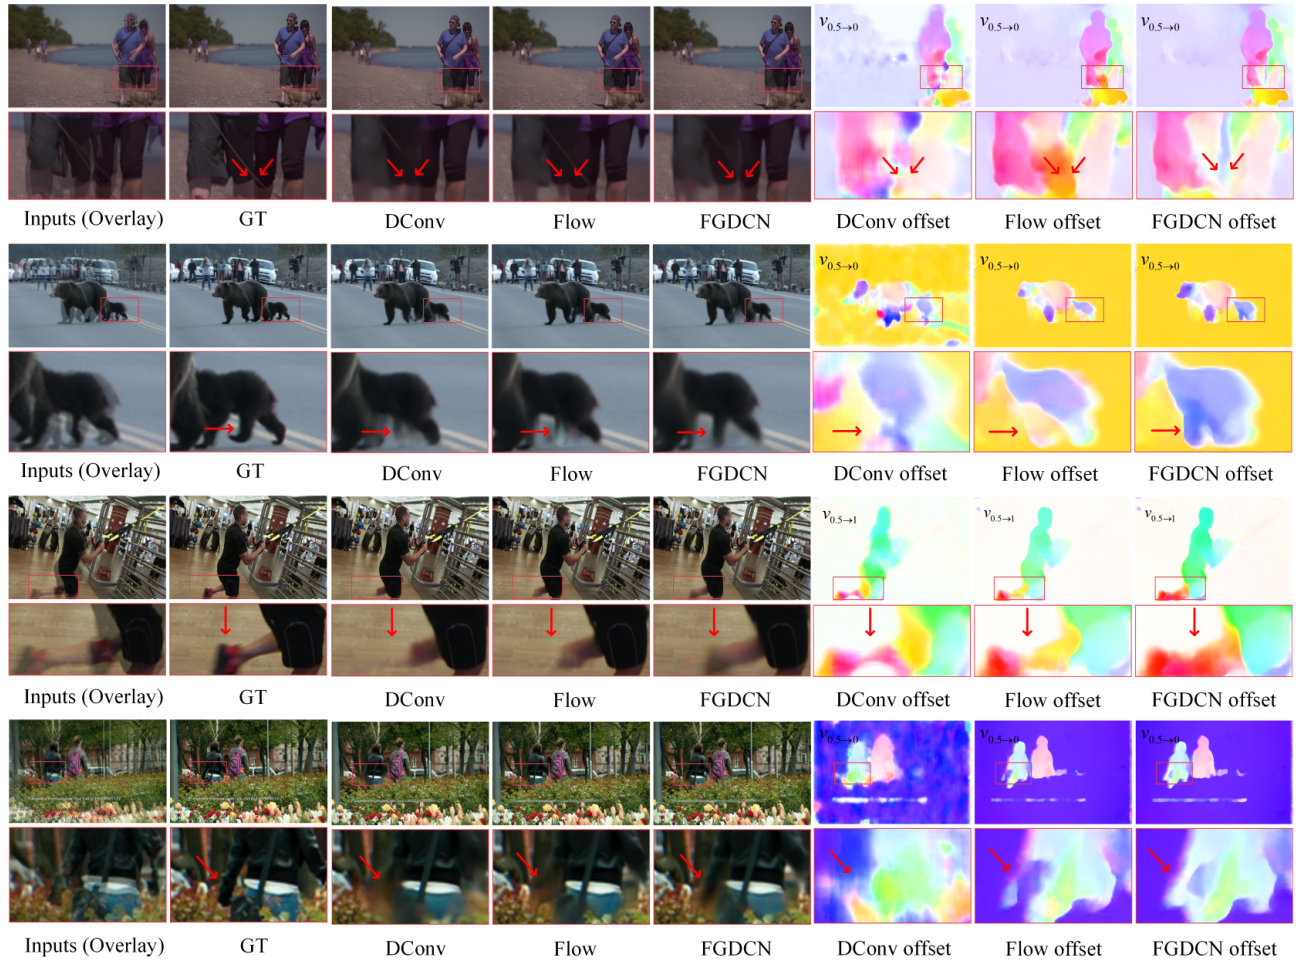 v0.5→0 v0.5→0 v0.5→0
Inputs (Overlay) GT DConv Flow FGDCN DConv offset Flow offset FGDCN offset
v0.5→0 v0.5→0 v0.5→0
Inputs (Overlay) GT DConv Flow FGDCN DConv offset Flow offset FGDCN offset
v0.5→1 v0.5→1 v0.5→1
Inputs (Overlay) GT DConv Flow FGDCN DConv offset Flow offset FGDCN offset
v0.5→0 v0.5→0 v0.5→0
Inputs (Overlay) GT DConv Flow FGDCN DConv offset Flow offset FGDCN offset